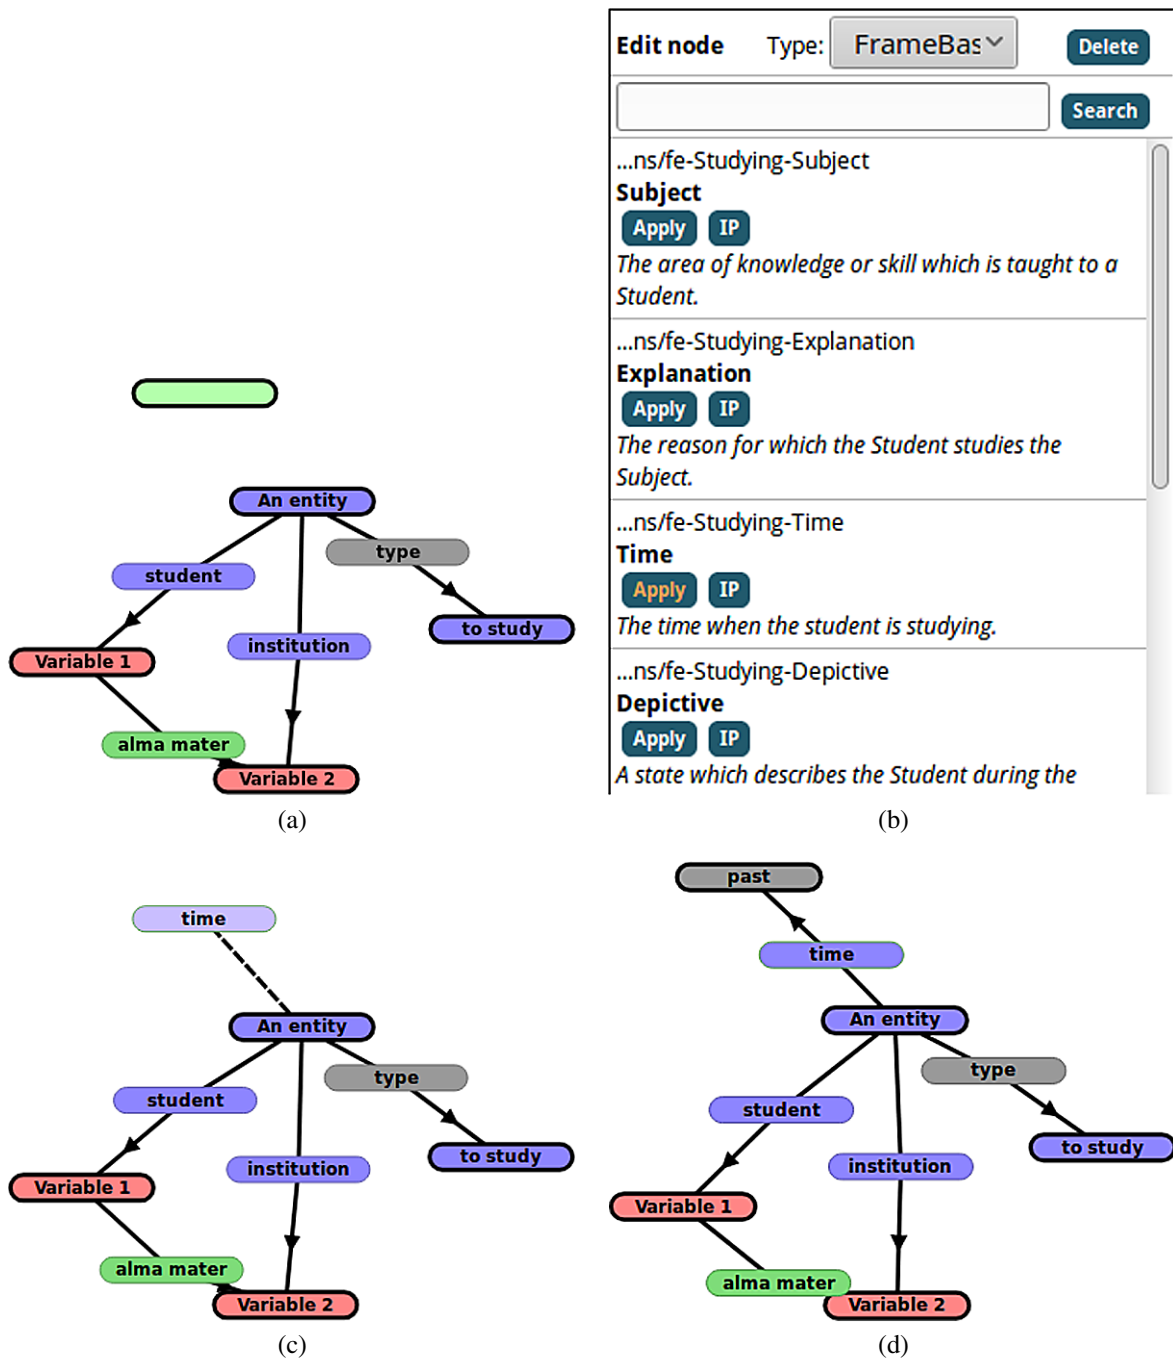 An entity
type
student
to study
institution
Variable 1
alma mater
Variable 2
(a)
Edit node Type: FrameBas Delete
Search
...ns/fe-Studying-Subject
Subject
Apply IP
The area of knowledge or skill which is taught to a
Student.
...ns/fe-Studying-Explanation
Explanation
Apply IP
The reason for which the Student studies the
Subject.
...ns/fe-Studying-Time
Time
Apply IP
The time when the student is studying.
...ns/fe-Studying-Depictive
Depictive
Apply IP
A state which describes the Student during the
(b)
time
An entity
type
student
to study
institution
Variable 1
alma mater
Variable 2
(c)
past
time
An entity
type
student
to study
institution
Variable 1
alma mater
Variable 2
(d)